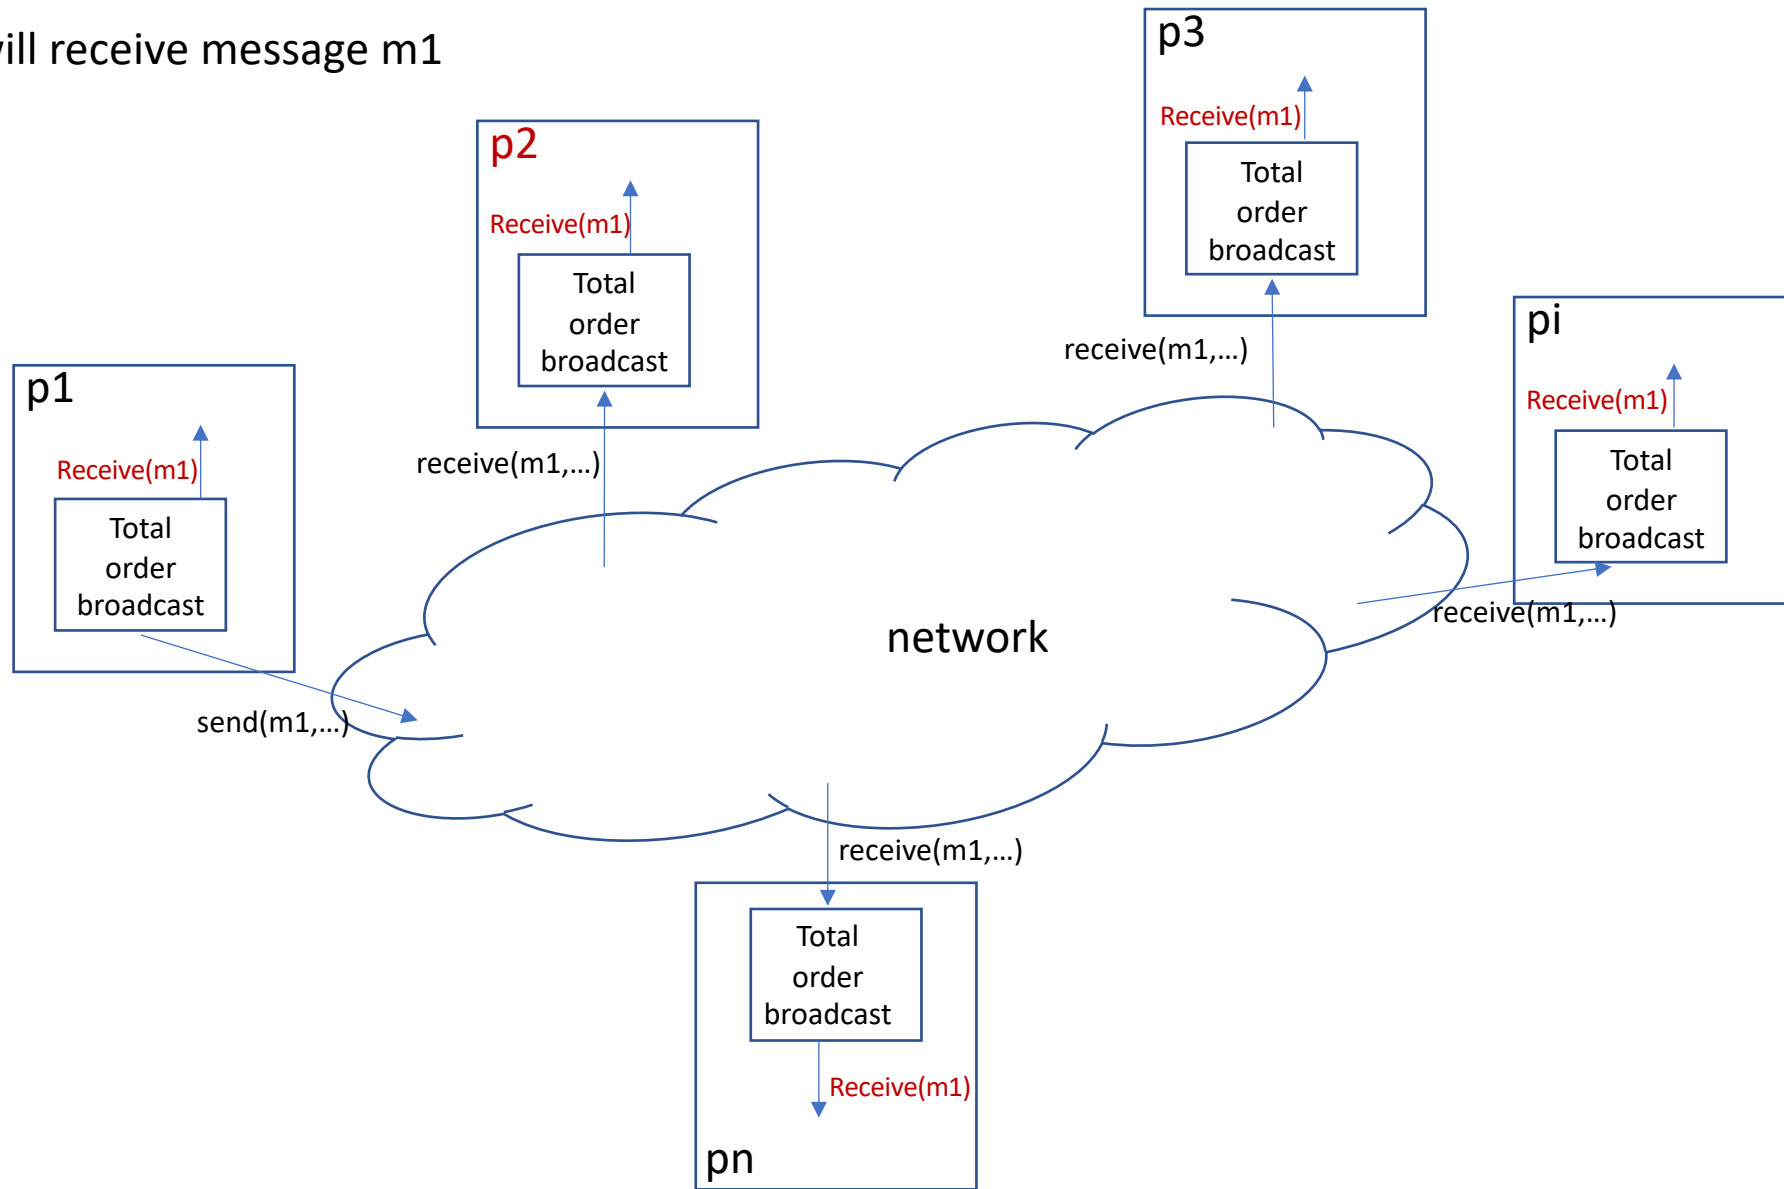 will receive message m1
p3
Receive(m1)
Total
order
broadcast
receive(m1,...)
p2
Receive(m1)
Total
order
broadcast
receive(m1,...)
pi
Receive(m1)
Total
order
broadcast
receive(m1,...)
p1
Receive(m1)
Total
order
broadcast
send(m1,...)
network
receive(m1,...)
Total
order
broadcast
Receive(m1)
pn